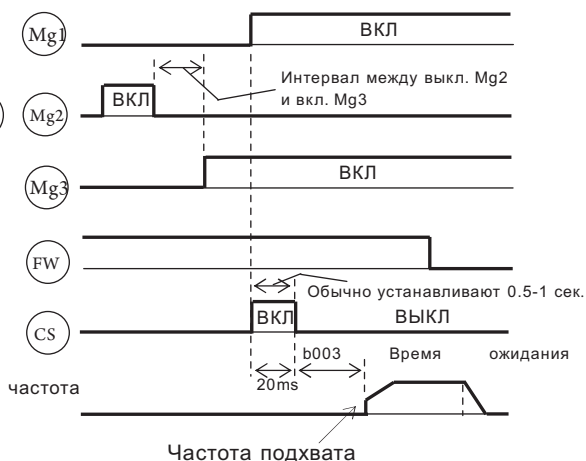 Mg1
ВКЛ
Интервал между выкл. Mg2
и вкл. Mg3
Mg2
ВКЛ
Mg3
ВКЛ
FW
Обычно устанавливают 0.5-1 сек.
CS
ВКЛ
ВЫКЛ
b003 Время ожидания
20ms
частота
Частота подхвата